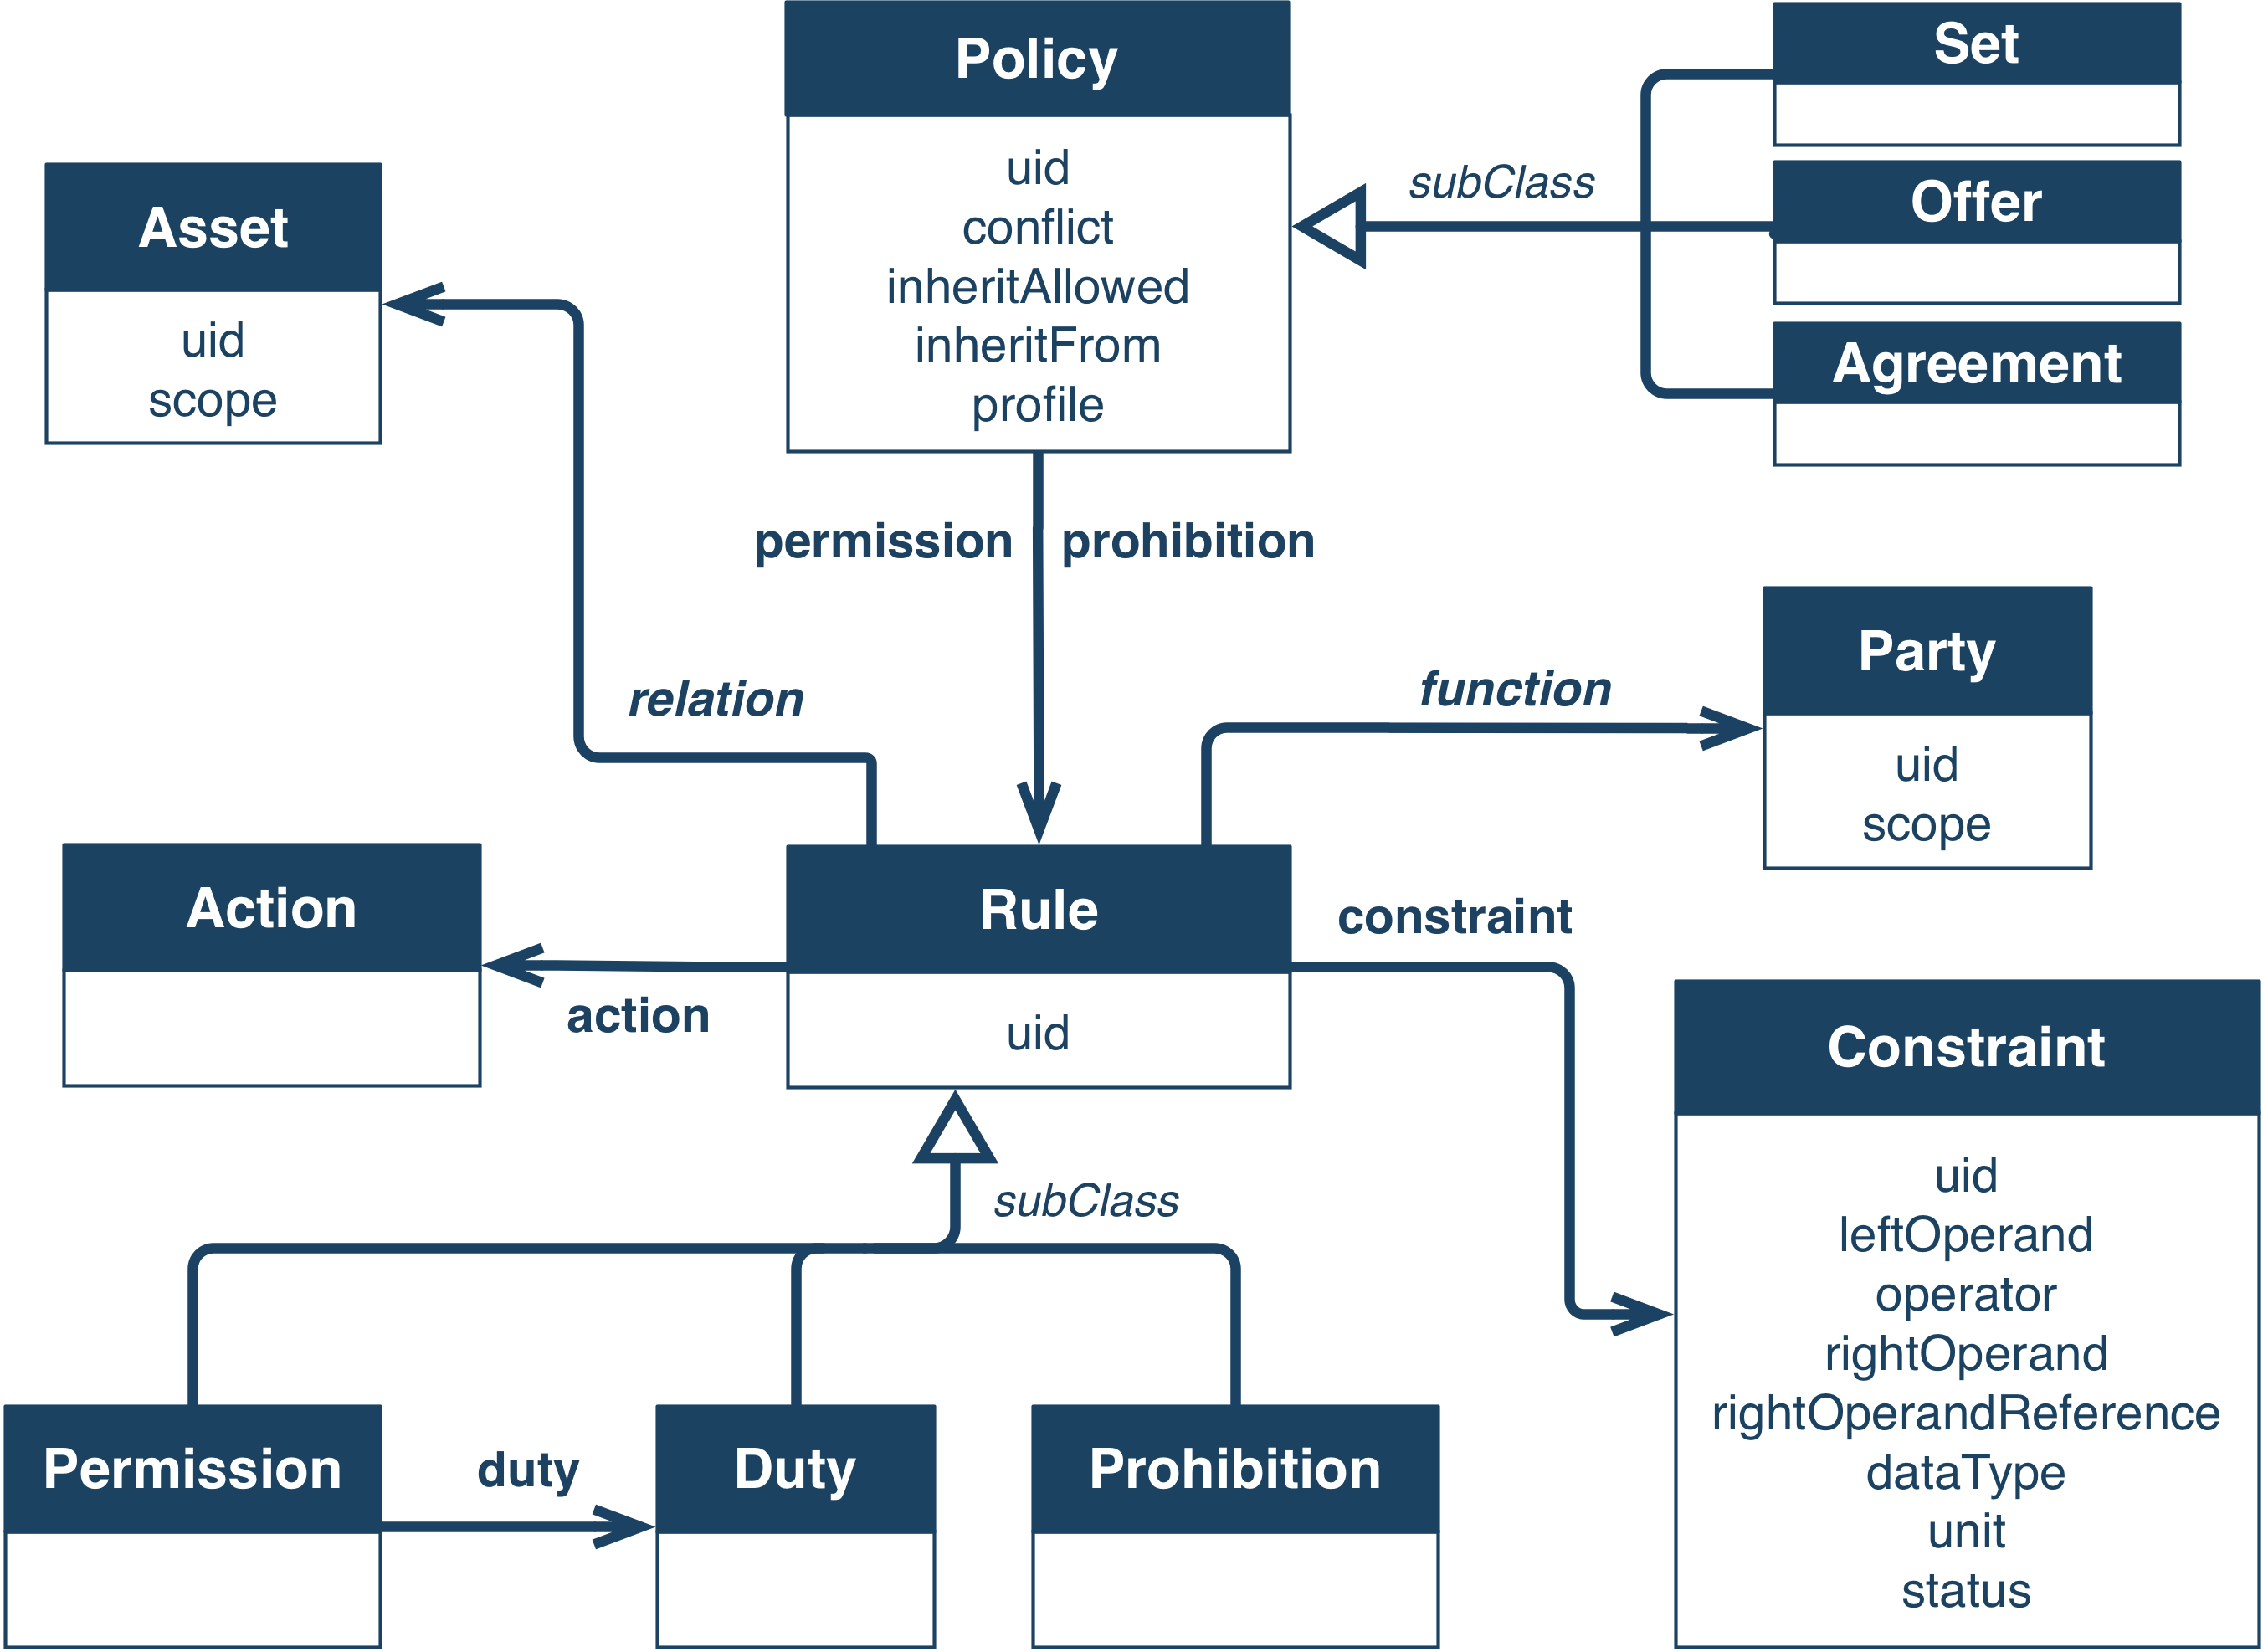 Policy
uid
conflict
inheritAllowed
inheritFrom
profile
Set
Offer
Agreement
subClass
Asset
uid
scope
permission
prohibition
relation
function
Party
uid
scope
Action
action
Rule
uid
constraint
Constraint
uid
leftOperand
operator
rightOperand
rightOperandReference
dataType
unit
status
subClass
Permission
duty
Duty
Prohibition